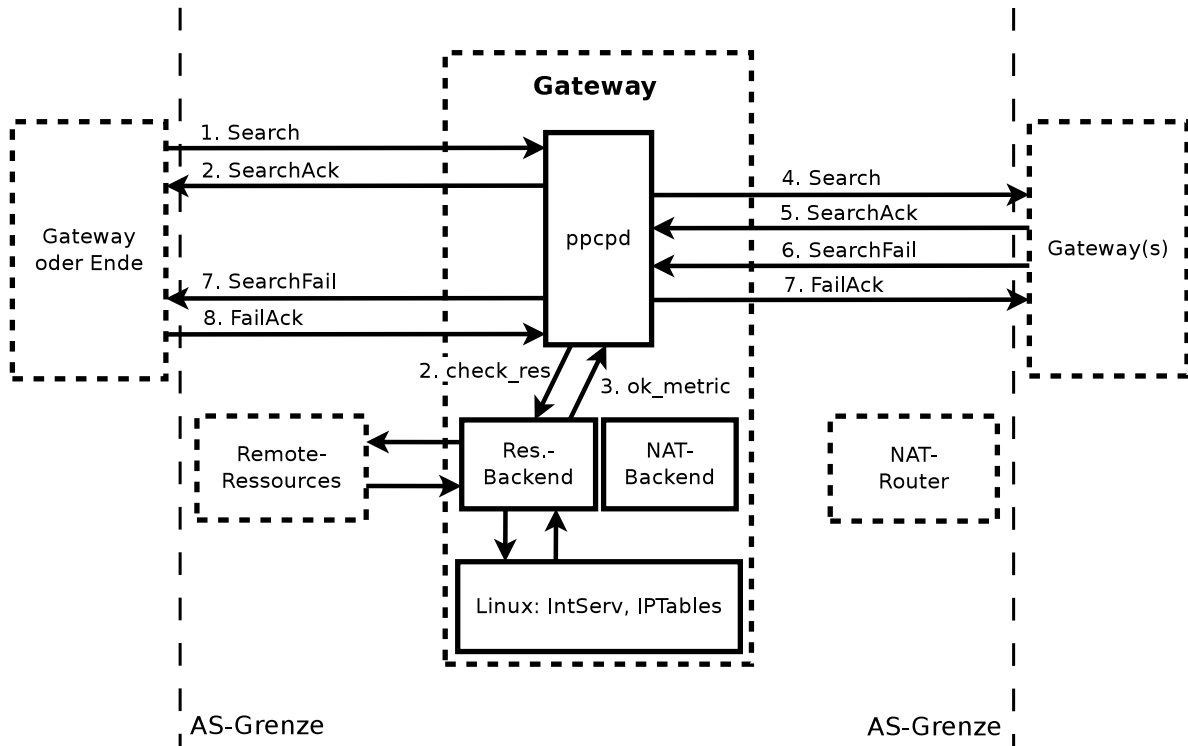 Gateway
1. Search
2. SearchAck
4. Search
5. SearchAck
6. SearchFail
7. FailAck
Gateway
oder Ende
ppcpd
Gateway(s)
7. SearchFail
8. FailAck
2. check_res
3. ok_metric
Remote-
Ressources
Res.-
Backend
NAT-
Backend
NAT-
Router
Linux: IntServ, IPTables
AS-Grenze
AS-Grenze